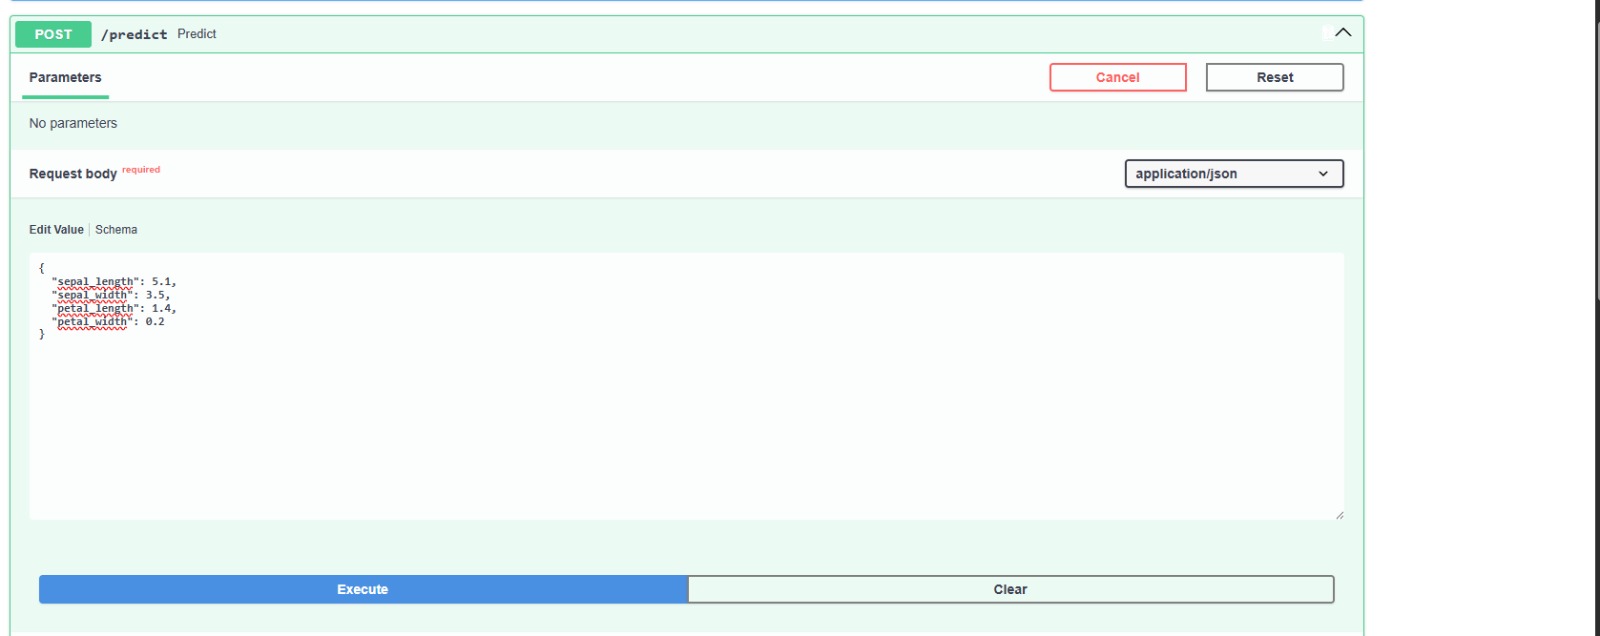 POST /predict Predict
Parameters
Cancel
Reset
No parameters
Request body required
application/json
Edit Value | Schema
{
  "sepal_length": 5.1,
  "sepal_width": 3.5,
  "petal_length": 1.4,
  "petal_width": 0.2
}
Execute
Clear